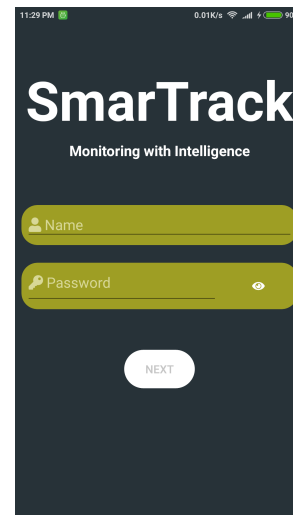 11:29 PM 0.01K/s 90
SmarTrack
Monitoring with Intelligence
Name
Password
NEXT